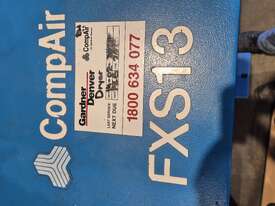 CompAir
Gardner
Denver
Dryer
CompAir
LAST SERVICE
NEXT DUE
1800 634 077
FXS13